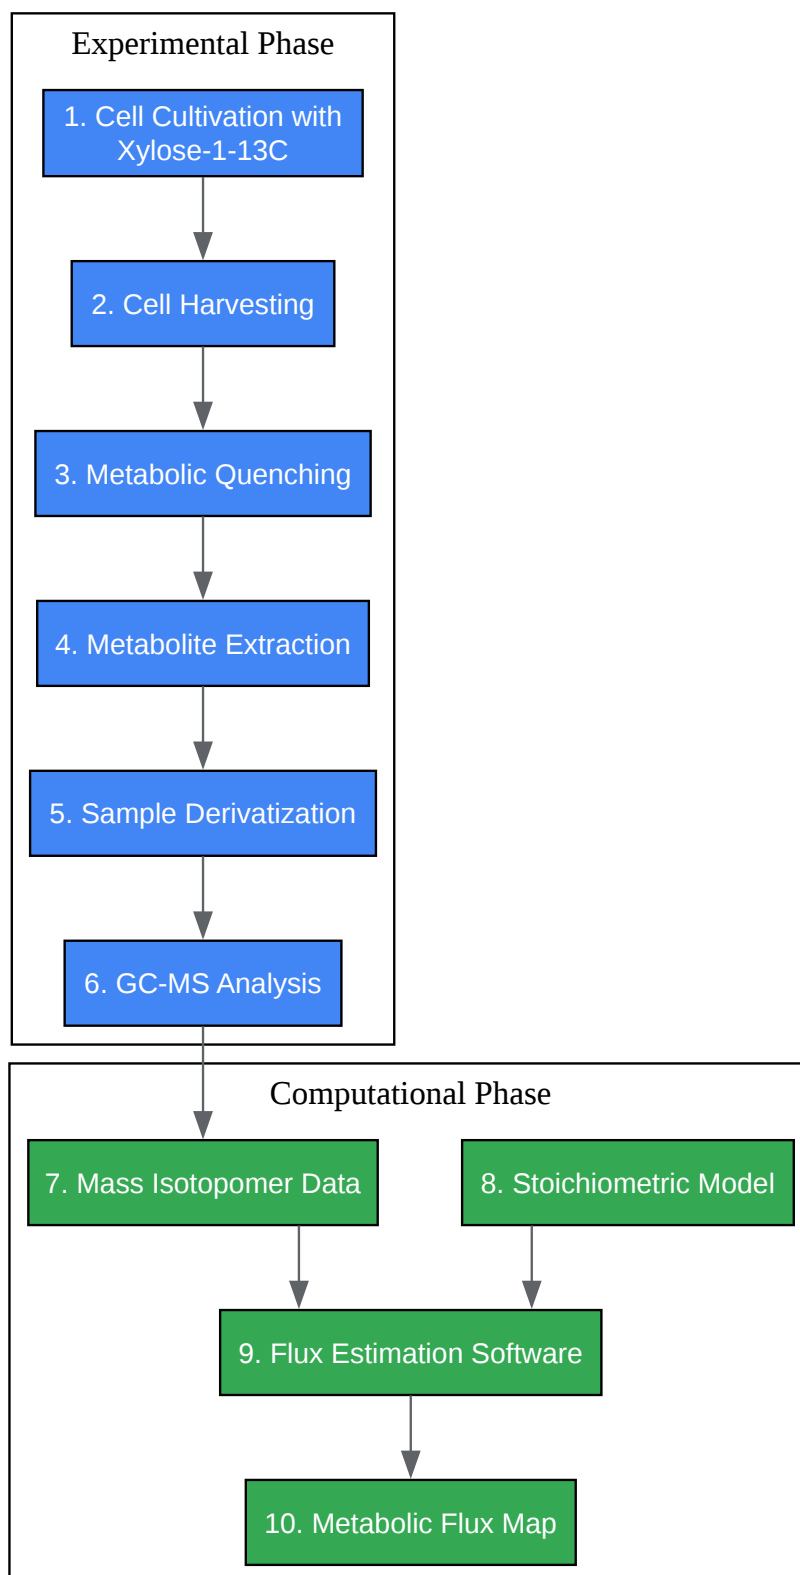 Experimental Phase
1. Cell Cultivation with
Xylose-1-13C
2. Cell Harvesting
3. Metabolic Quenching
4. Metabolite Extraction
5. Sample Derivatization
6. GC-MS Analysis
Computational Phase
7. Mass Isotopomer Data
8. Stoichiometric Model
9. Flux Estimation Software
10. Metabolic Flux Map